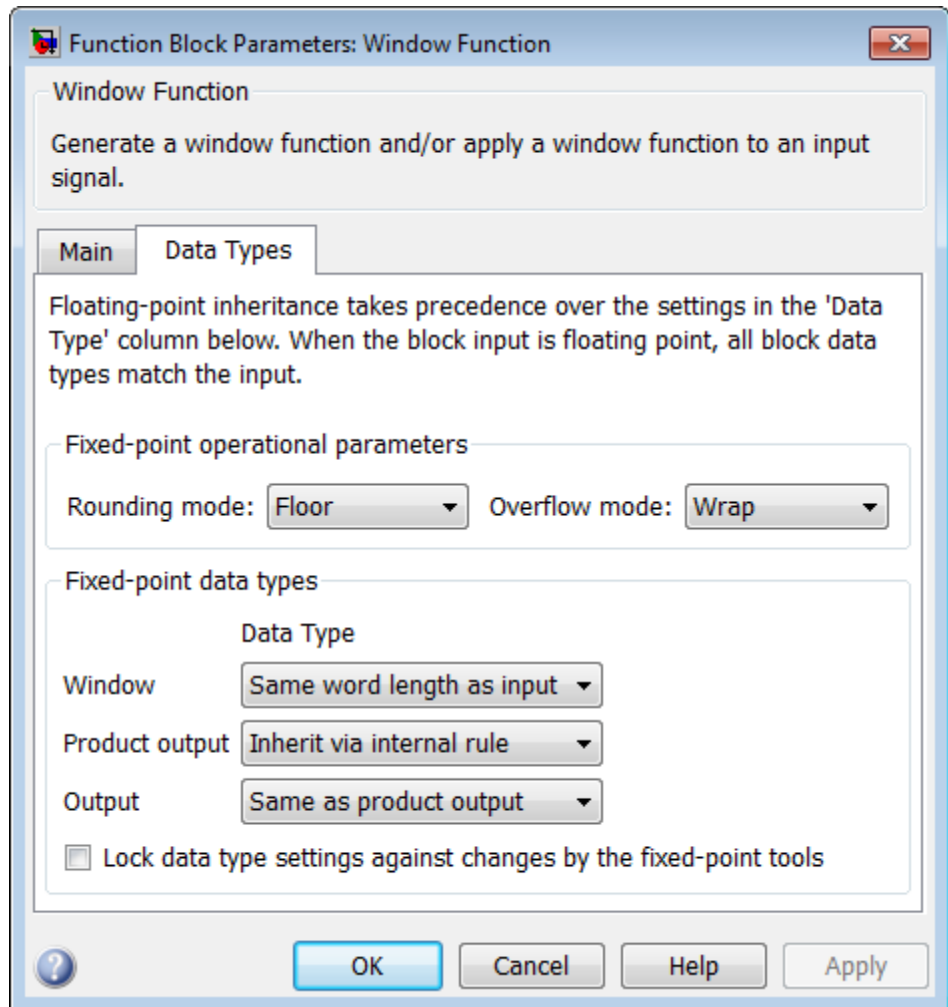 Function Block Parameters: Window Function
Window Function
Generate a window function and/or apply a window function to an input
signal.
Main Data Types
Floating-point inheritance takes precedence over the settings in the 'Data
Type' column below. When the block input is floating point, all block data
types match the input.
Fixed-point operational parameters
Rounding mode: Floor Overflow mode: Wrap
Fixed-point data types
Data Type
Window Same word length as input
Product output Inherit via internal rule
Output Same as product output
Lock data type settings against changes by the fixed-point tools
? OK Cancel Help Apply